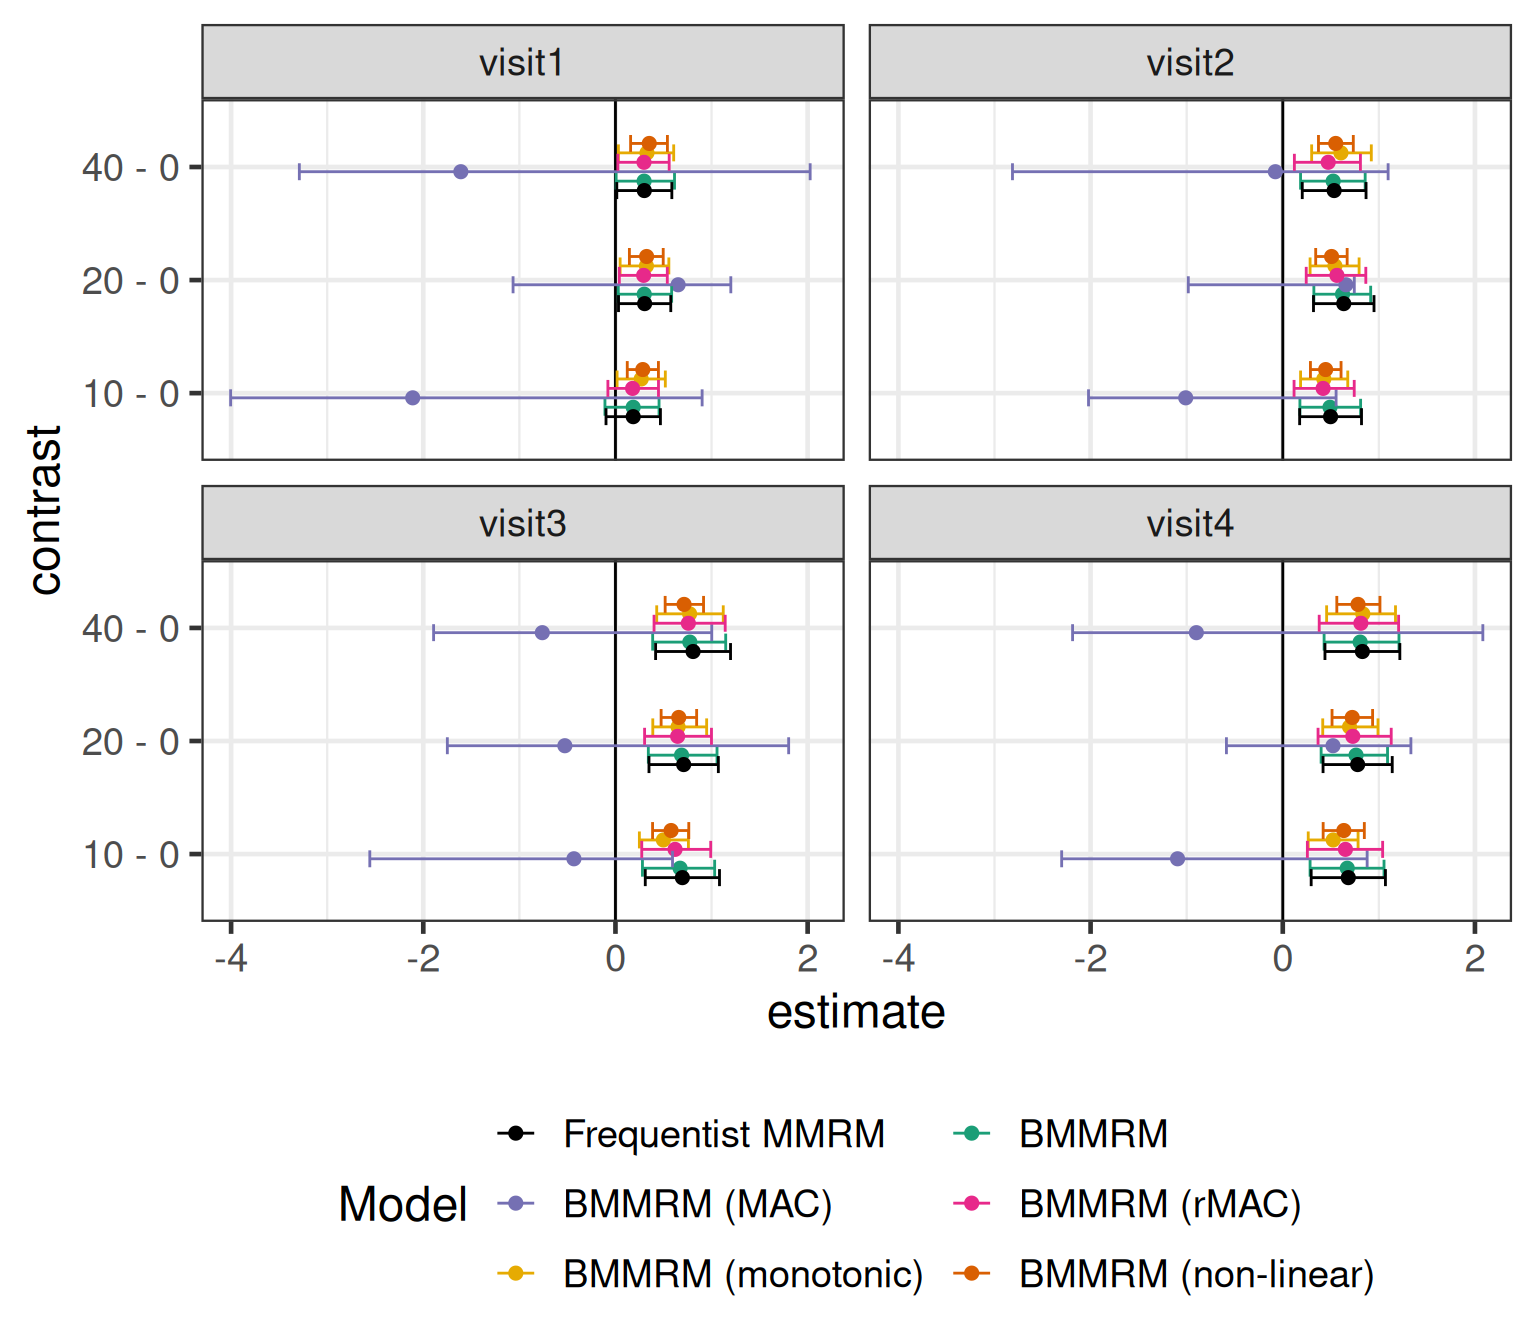 visit1
visit2
40 - 0
20 - 0
10 - 0
visit3
visit4
40 - 0
20 - 0
10 - 0
contrast
-4 -2 0 2
-4 -2 0 2
estimate
Model
Frequentist MMRM
BMMRM
BMMRM (MAC)
BMMRM (rMAC)
BMMRM (monotonic)
BMMRM (non-linear)